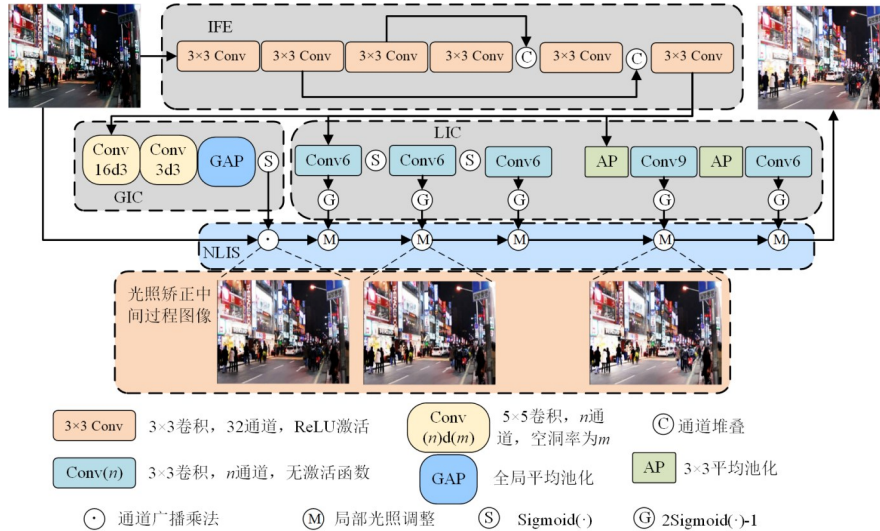 IFE
3×3 Conv
3×3 Conv
3×3 Conv
3×3 Conv
C
3×3 Conv
C
3×3 Conv
GIC
Conv
16d3
Conv
3d3
GAP
S
LIC
Conv6
S
Conv6
S
Conv6
AP
Conv9
AP
Conv6
G
G
G
G
G
NLIS
·
M
M
M
M
M
光照矫正中
间过程图像
3×3 Conv
3×3卷积，32通道，ReLU激活
Conv
(n)d(m)
5×5卷积，n通
道，空洞率为m
C
通道堆叠
Conv(n)
3×3卷积，n通道，无激活函数
GAP
全局平均池化
AP
3×3平均池化
·
通道广播乘法
M
局部光照调整
S
Sigmoid(·)
G
2Sigmoid(·)-1